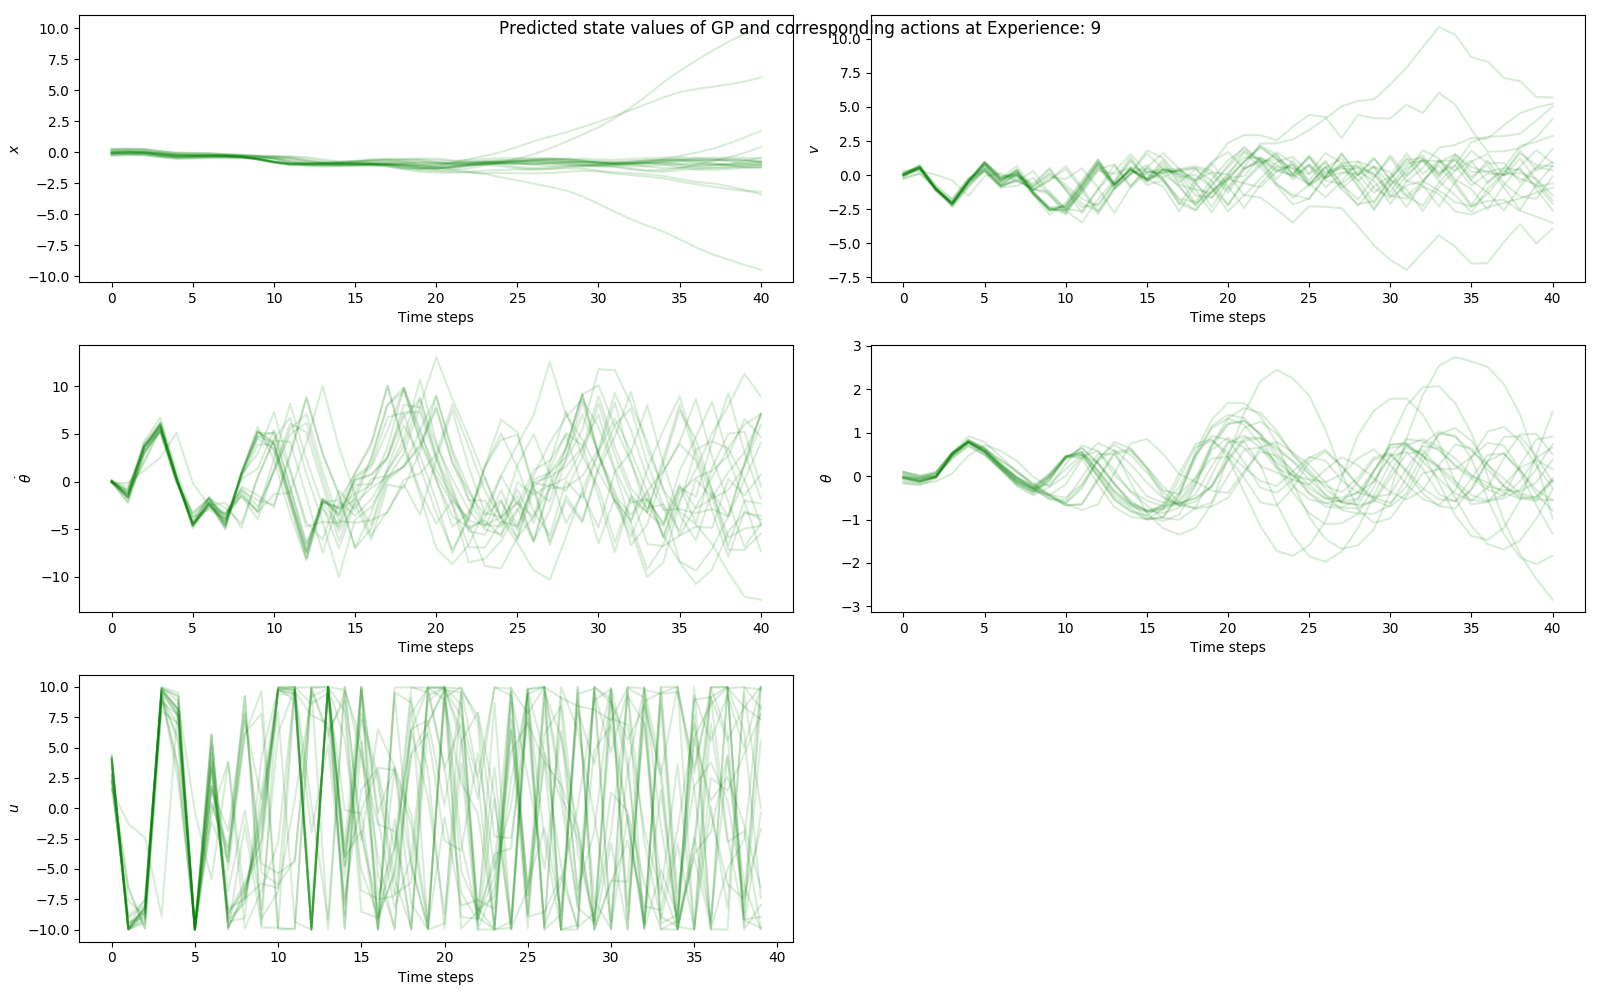 Predicted state values of GP and corresponding actions at Experience: 9
10.0
7.5
5.0
2.5
0.0
−2.5
−5.0
−7.5
−10.0
x
0 5 10 15 20 25 30 35 40
Time steps
10.0
7.5
5.0
2.5
0.0
−2.5
−5.0
−7.5
v
0 5 10 15 20 25 30 35 40
Time steps
10
5
0
−5
−10
θ̇
0 5 10 15 20 25 30 35 40
Time steps
3
2
1
0
−1
−2
−3
θ
0 5 10 15 20 25 30 35 40
Time steps
10.0
7.5
5.0
2.5
0.0
−2.5
−5.0
−7.5
−10.0
u
0 5 10 15 20 25 30 35 40
Time steps